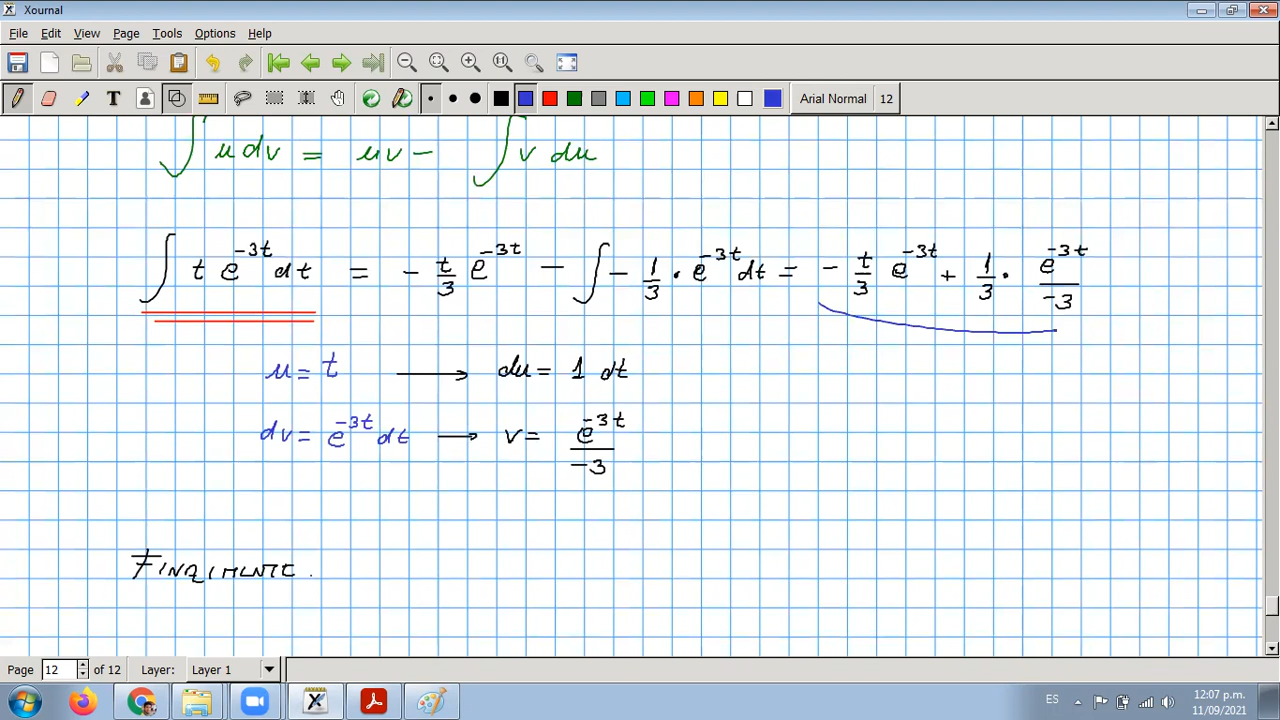 Xournal
File Edit View Page Tools Options Help
Arial Normal 12
∫ u dv = uv − ∫ v du
∫ t e^{-3t} dt = − t/3 e^{-3t} − ∫ − 1/3 • e^{-3t} dt = − t/3 e^{-3t} + 1/3 • e^{-3t}/-3
u = t → du = 1 dt
dv = e^{-3t} dt → v = e^{-3t}/-3
Page 12 of 12 Layer: Layer 1
ES 12:07 p.m.
11/09/2021